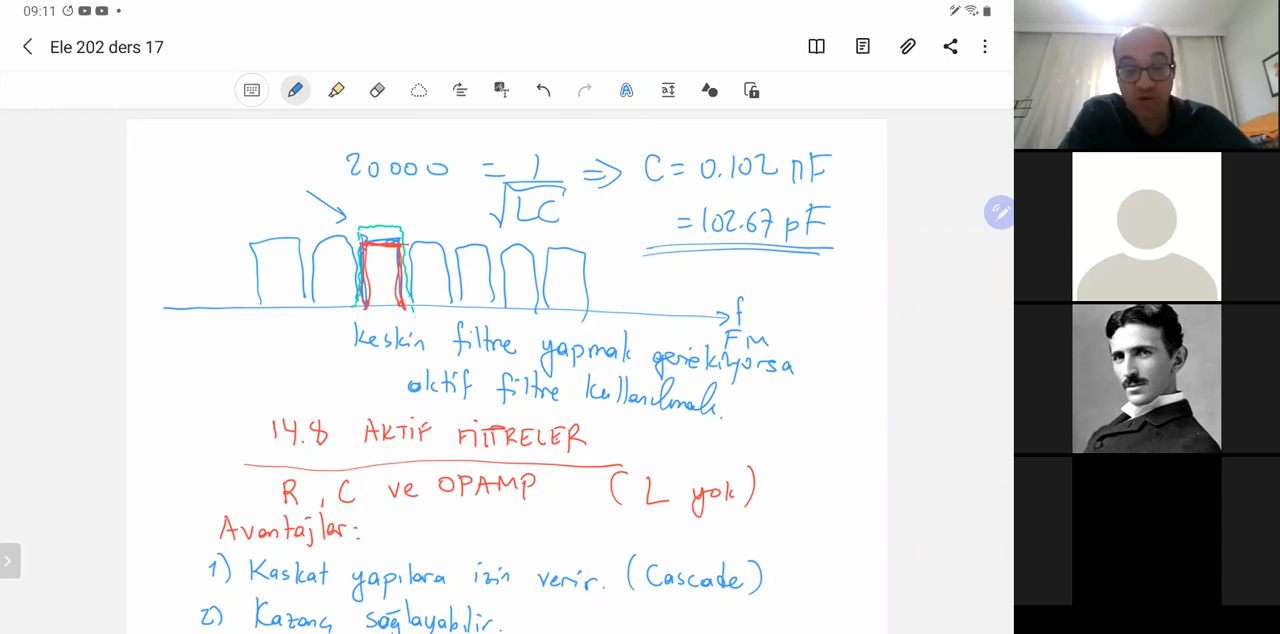 09:11
Ele 202 ders 17
20000 = 1/√LC ⇒ C = 0.102 nF
= 102.67 pF
f
FM
keskin filtre yapmak gerekiyorsa
aktif filtre kullanılmalı.
14.8 AKTİF FİLTRELER
R, C ve OPAMP (L yok)
Avantajlar:
1) Kaskat yapılara izin verir. (Cascade)
2) Kazanç sağlayabilir.